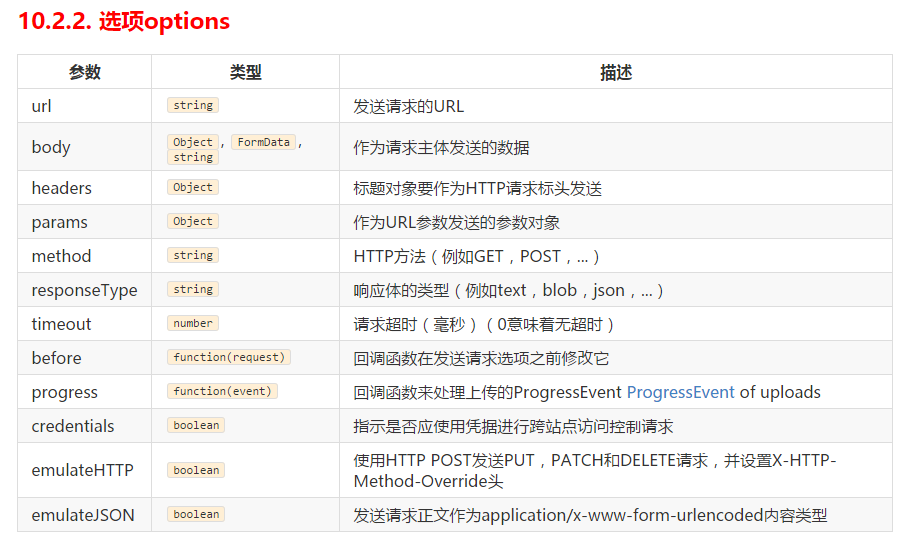 10.2.2. 选项options
参数 类型 描述
url string 发送请求的URL
body Object, FormData, string 作为请求主体发送的数据
headers Object 标题对象要作为HTTP请求标头发送
params Object 作为URL参数发送的参数对象
method string HTTP方法（例如GET，POST，...）
responseType string 响应体的类型（例如text，blob，json，...）
timeout number 请求超时（毫秒）（0意味着无超时）
before function(request) 回调函数在发送请求选项之前修改它
progress function(event) 回调函数来处理上传的ProgressEvent ProgressEvent of uploads
credentials boolean 指示是否应使用凭据进行跨站点访问控制请求
emulateHTTP boolean 使用HTTP POST发送PUT，PATCH和DELETE请求，并设置X-HTTP-
Method-Override头
emulateJSON boolean 发送请求正文作为application/x-www-form-urlencoded内容类型